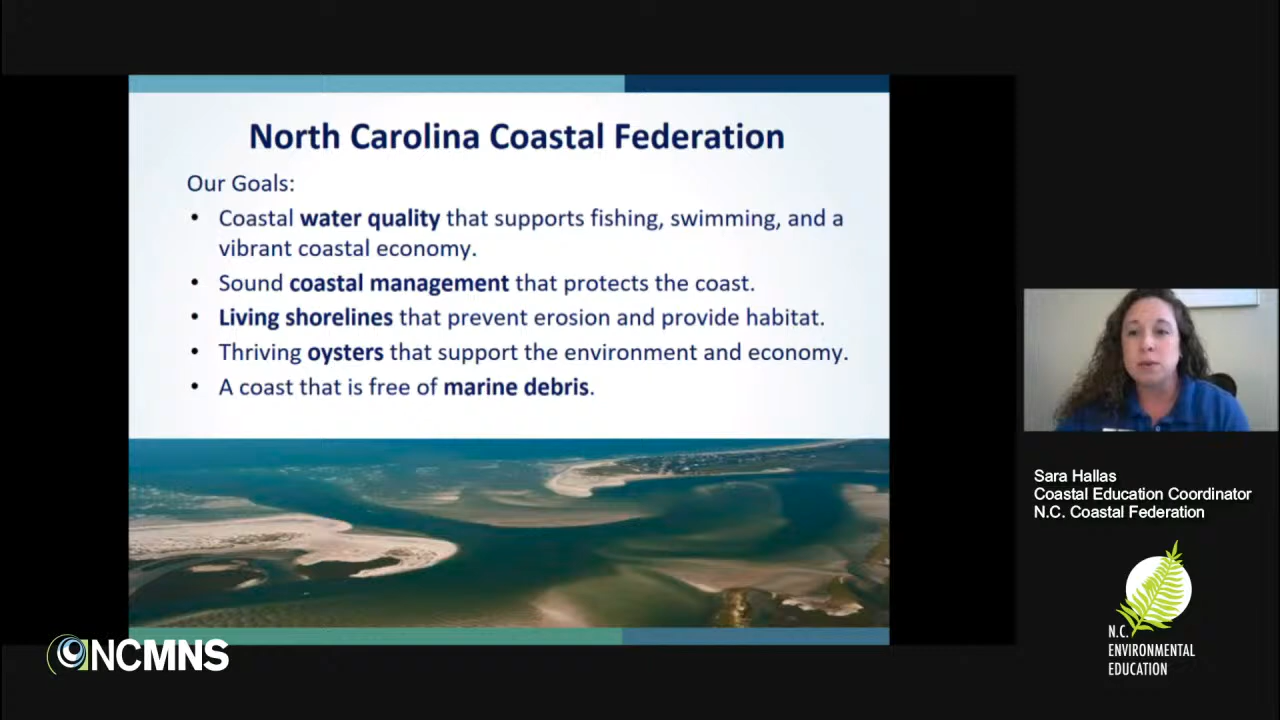 North Carolina Coastal Federation
Our Goals:
• Coastal water quality that supports fishing, swimming, and a
vibrant coastal economy.
• Sound coastal management that protects the coast.
• Living shorelines that prevent erosion and provide habitat.
• Thriving oysters that support the environment and economy.
• A coast that is free of marine debris.
Sara Hallas
Coastal Education Coordinator
N.C. Coastal Federation
NCMNS
N.C.
ENVIRONMENTAL
EDUCATION